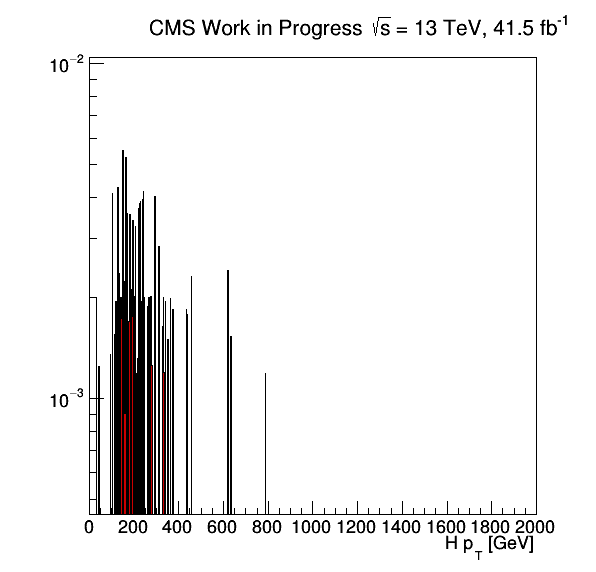 CMS Work in Progress √s = 13 TeV, 41.5 fb⁻¹
10⁻²
10⁻³
0 200 400 600 800 1000 1200 1400 1600 1800 2000
H p_T [GeV]